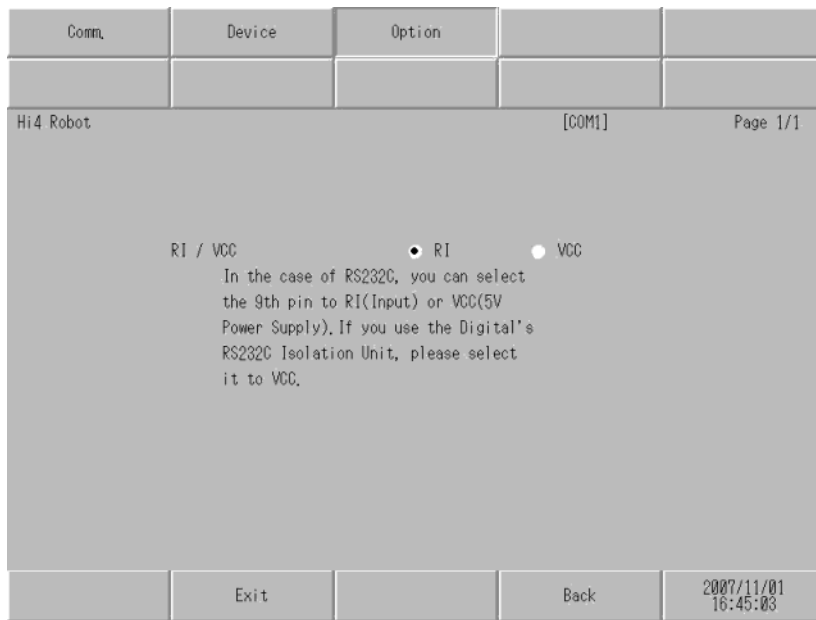 Comm. Device Option
Hi4 Robot [COM1] Page 1/1
RI / VCC RI VCC
In the case of RS232C, you can select
the 9th pin to RI(Input) or VCC(5V
Power Supply).If you use the Digital's
RS232C Isolation Unit, please select
it to VCC.
Exit Back 2007/11/01
16:45:03